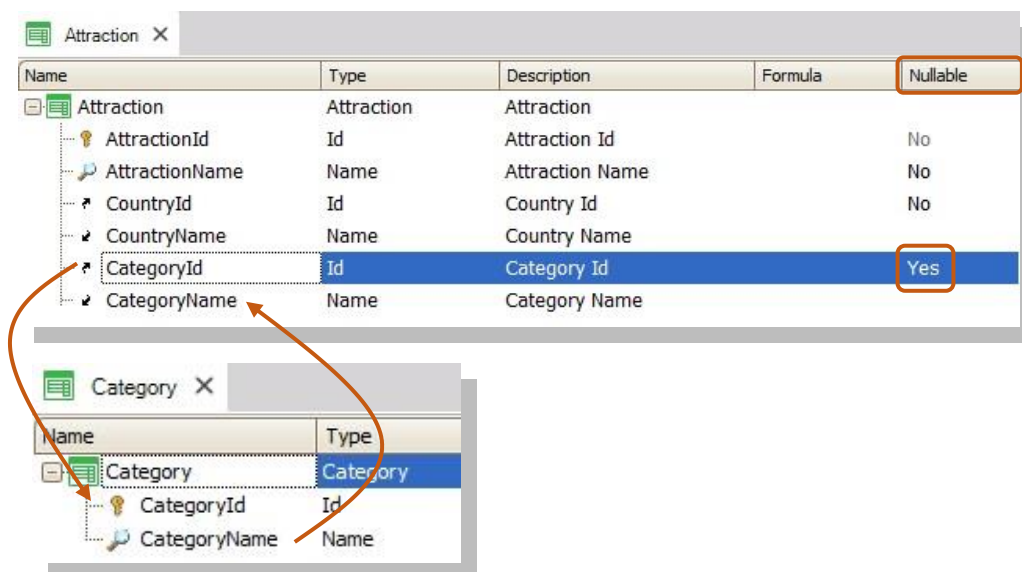 Attraction
Name Type Description Formula Nullable
Attraction Attraction Attraction
AttractionId Id Attraction Id No
AttractionName Name Attraction Name No
CountryId Id Country Id No
CountryName Name Country Name
CategoryId Id Category Id Yes
CategoryName Name Category Name
Category
Name Type
Category Category
CategoryId Id
CategoryName Name